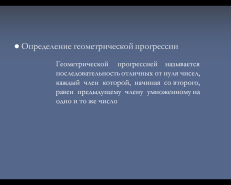 Определение геометрической прогрессии
Геометрической прогрессией называется
последовательность отличных от нуля чисел,
каждый член которой, начиная со второго,
равен предыдущему члену умноженному на
одно и то же число